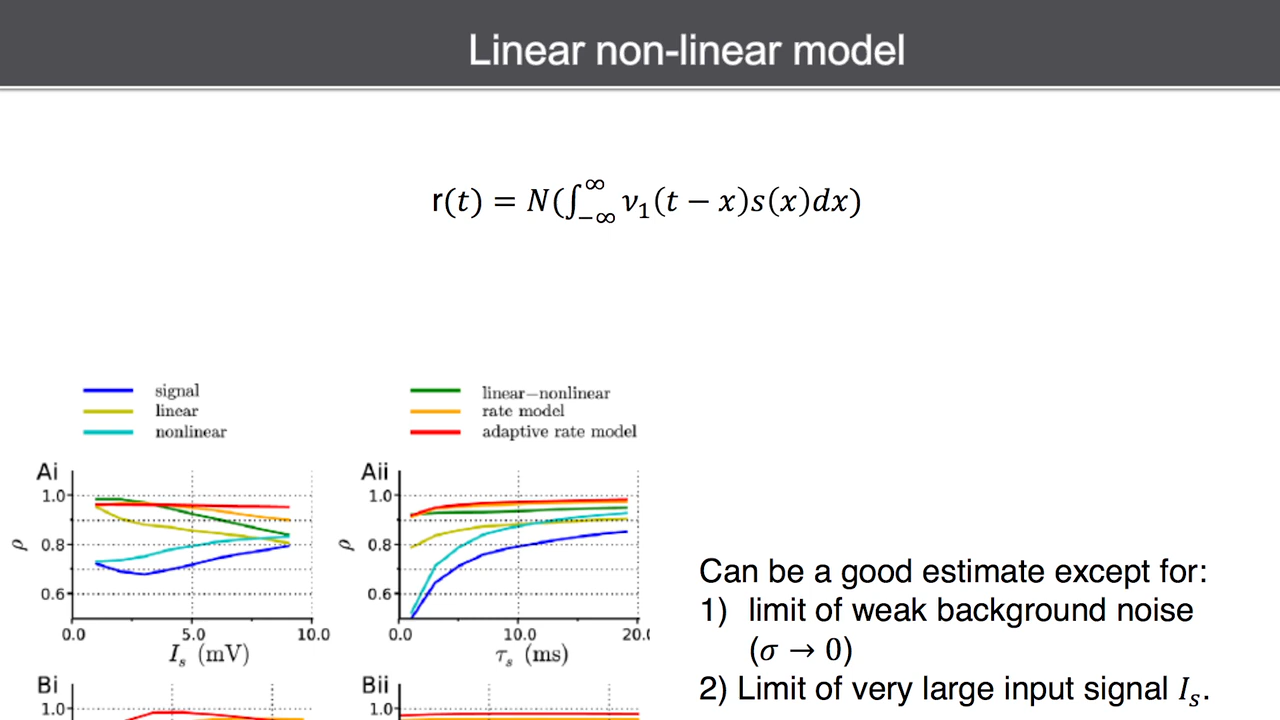 Linear non-linear model
r(t) = N(∫_{-∞}^{∞} ν₁(t − x)s(x)dx)
signal
linear
nonlinear
linear−nonlinear
rate model
adaptive rate model
Ai
1.0
0.8
0.6
ρ
0.0 5.0 10.0
I_s (mV)
Aii
1.0
0.8
0.6
ρ
0.0 10.0 20.0
τ_s (ms)
Bi
1.0
Bii
1.0
Can be a good estimate except for:
1) limit of weak background noise
(σ → 0)
2) Limit of very large input signal I_s.